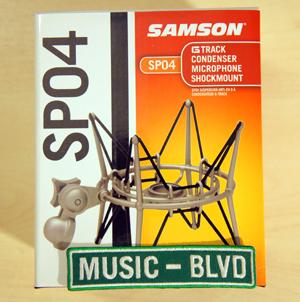 SP04
SAMSON
SP04
G TRACK
CONDENSER
MICROPHONE
SHOCKMOUNT
MUSIC – BLVD